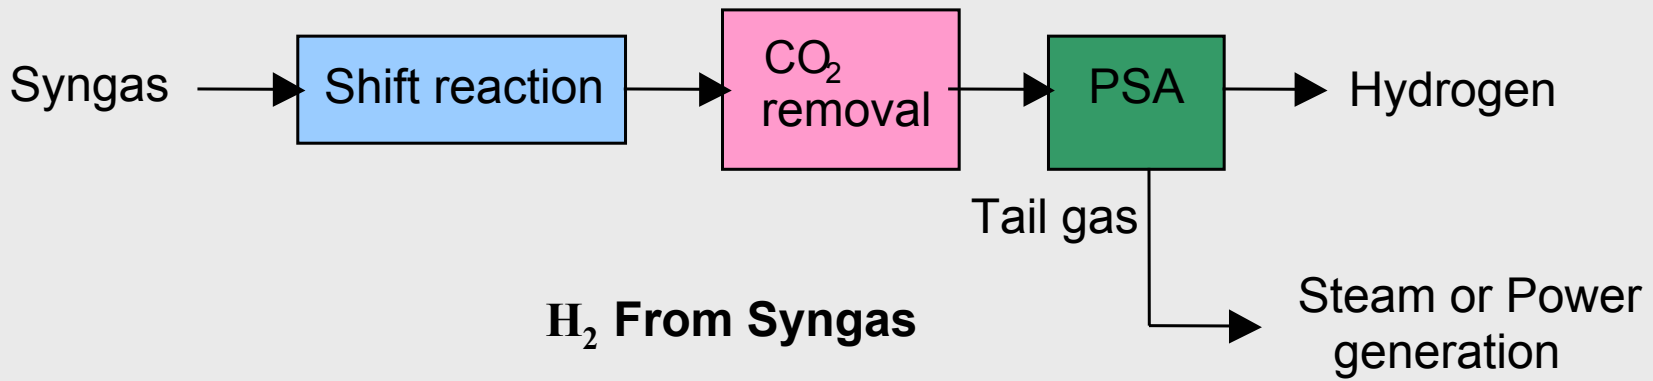 Syngas
Shift reaction
CO₂
removal
PSA
Hydrogen
Tail gas
Steam or Power
generation
H₂ From Syngas